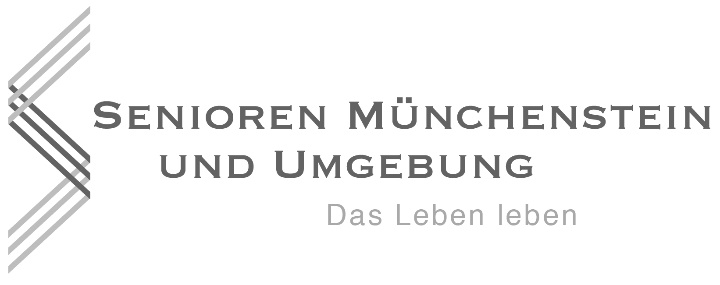 SENIOREN MÜNCHENSTEIN
UND UMGEBUNG
Das Leben leben